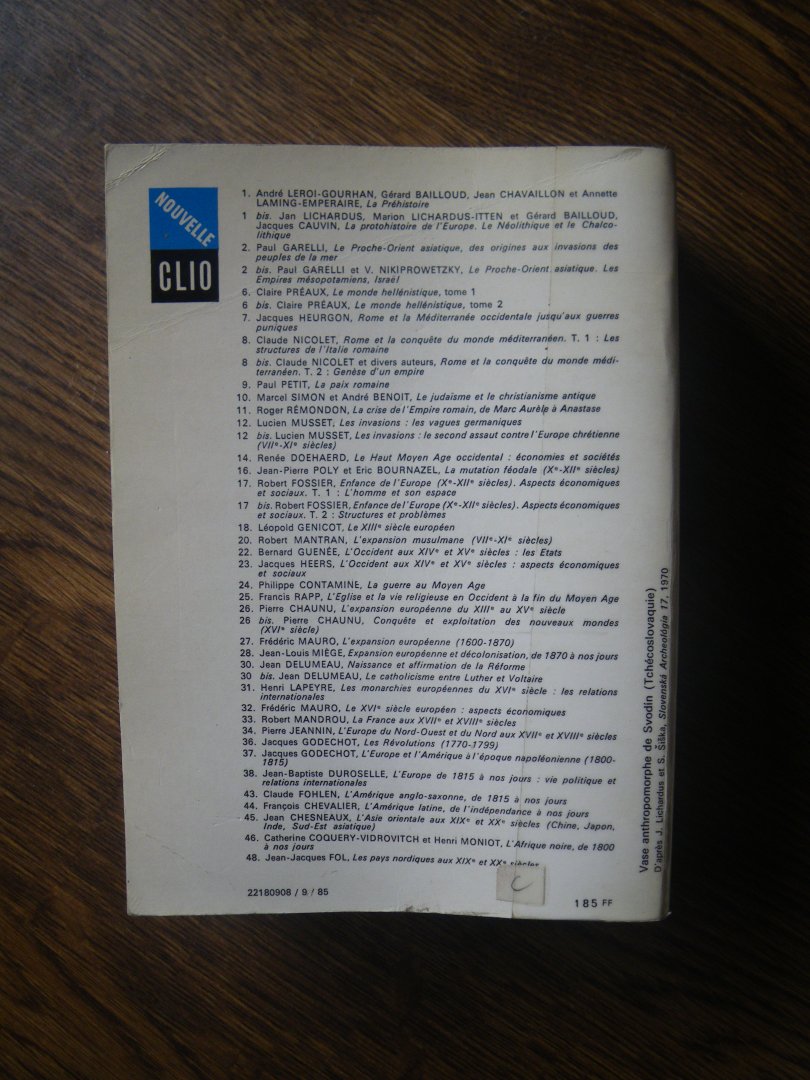 NOUVELLE
CLIO
1. André LEROI-GOURHAN, Gérard BAILLOUD, Jean CHAVAILLON et Annette
LAMING-EMPERAIRE, La Préhistoire
1 bis. Jan LICHARDUS, Marion LICHARDUS-ITTEN et Gérard BAILLOUD,
Jacques CAUVIN, La protohistoire de l'Europe. Le Néolithique et le Chalco-
lithique
2. Paul GARELLI, Le Proche-Orient asiatique, des origines aux invasions des
peuples de la mer
2 bis. Paul GARELLI et V. NIKIPROWETZKY, Le Proche-Orient asiatique. Les
Empires mésopotamiens, Israël
6. Claire PRÉAUX, Le monde hellénistique, tome 1
6 bis. Claire PRÉAUX, Le monde hellénistique, tome 2
7. Jacques HEURGON, Rome et la Méditerranée occidentale jusqu'aux guerres
puniques
8. Claude NICOLET, Rome et la conquête du monde méditerranéen. T. 1 : Les
structures de l'Italie romaine
8 bis. Claude NICOLET et divers auteurs, Rome et la conquête du monde médi-
terranéen. T. 2 : Genèse d'un empire
9. Paul PETIT, La paix romaine
10. Marcel SIMON et André BENOIT, Le judaïsme et le christianisme antique
11. Roger RÉMONDON, La crise de l'Empire romain, de Marc Aurèle à Anastase
12. Lucien MUSSET, Les invasions : les vagues germaniques
12 bis. Lucien MUSSET, Les invasions : le second assaut contre l'Europe chrétienne
(VIIe-XIe siècles)
14. Renée DOEHAERD, Le Haut Moyen Age occidental : économies et sociétés
16. Jean-Pierre POLY et Eric BOURNAZEL, La mutation féodale (Xe-XIIe siècles)
17. Robert FOSSIER, Enfance de l'Europe (Xe-XIIe siècles). Aspects économiques
et sociaux. T. 1 : L'homme et son espace
17 bis. Robert FOSSIER, Enfance de l'Europe (Xe-XIIe siècles). Aspects économiques
et sociaux. T. 2 : Structures et problèmes
18. Léopold GENICOT, Le XIIIe siècle européen
20. Robert MANTRAN, L'expansion musulmane (VIIe-XIe siècles)
22. Bernard GUENÉE, L'Occident aux XIVe et XVe siècles : les Etats
23. Jacques HEERS, L'Occident aux XIVe et XVe siècles : aspects économiques
et sociaux
24. Philippe CONTAMINE, La guerre au Moyen Age
25. Francis RAPP, L'Eglise et la vie religieuse en Occident à la fin du Moyen Age
26. Pierre CHAUNU, L'expansion européenne du XIIIe au XVe siècle
26 bis. Pierre CHAUNU, Conquête et exploitation des nouveaux mondes
(XVIe siècle)
27. Frédéric MAURO, L'expansion européenne (1600-1870)
28. Jean-Louis MIÈGE, Expansion européenne et décolonisation, de 1870 à nos jours
30. Jean DELUMEAU, Naissance et affirmation de la Réforme
30 bis. Jean DELUMEAU, Le catholicisme entre Luther et Voltaire
31. Henri LAPEYRE, Les monarchies européennes du XVIe siècle : les relations
internationales
32. Frédéric MAURO, Le XVIe siècle européen : aspects économiques
33. Robert MANDROU, La France aux XVIIe et XVIIIe siècles
34. Pierre JEANNIN, L'Europe du Nord-Ouest et du Nord aux XVIIe et XVIIIe siècles
36. Jacques GODECHOT, Les Révolutions (1770-1799)
37. Jacques GODECHOT, L'Europe et l'Amérique à l'époque napoléonienne (1800-
1815)
38. Jean-Baptiste DUROSELLE, L'Europe de 1815 à nos jours : vie politique et
relations internationales
43. Claude FOHLEN, L'Amérique anglo-saxonne, de 1815 à nos jours
44. François CHEVALIER, L'Amérique latine, de l'indépendance à nos jours
45. Jean CHESNEAUX, L'Asie orientale aux XIXe et XXe siècles (Chine, Japon,
Inde, Sud-Est asiatique)
46. Catherine COQUERY-VIDROVITCH et Henri MONIOT, L'Afrique noire, de 1800
à nos jours
48. Jean-Jacques FOL, Les pays nordiques aux XIXe et XXe siècles
C
22180908 / 9 / 85
185 FF
Vase anthropomorphe de Svodin (Tchécoslovaquie)
D'après J. Lichardus et S. Šiška, Slovenská Archeológia 17, 1970